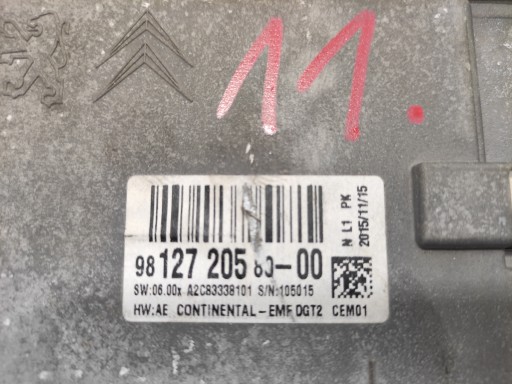 11.
N L1 PK
2015/11/15
98 127 205 80-00
SW:06.00x A2C83338101 S/N:105015
HW:AE CONTINENTAL-EMF DGT2 CEM01